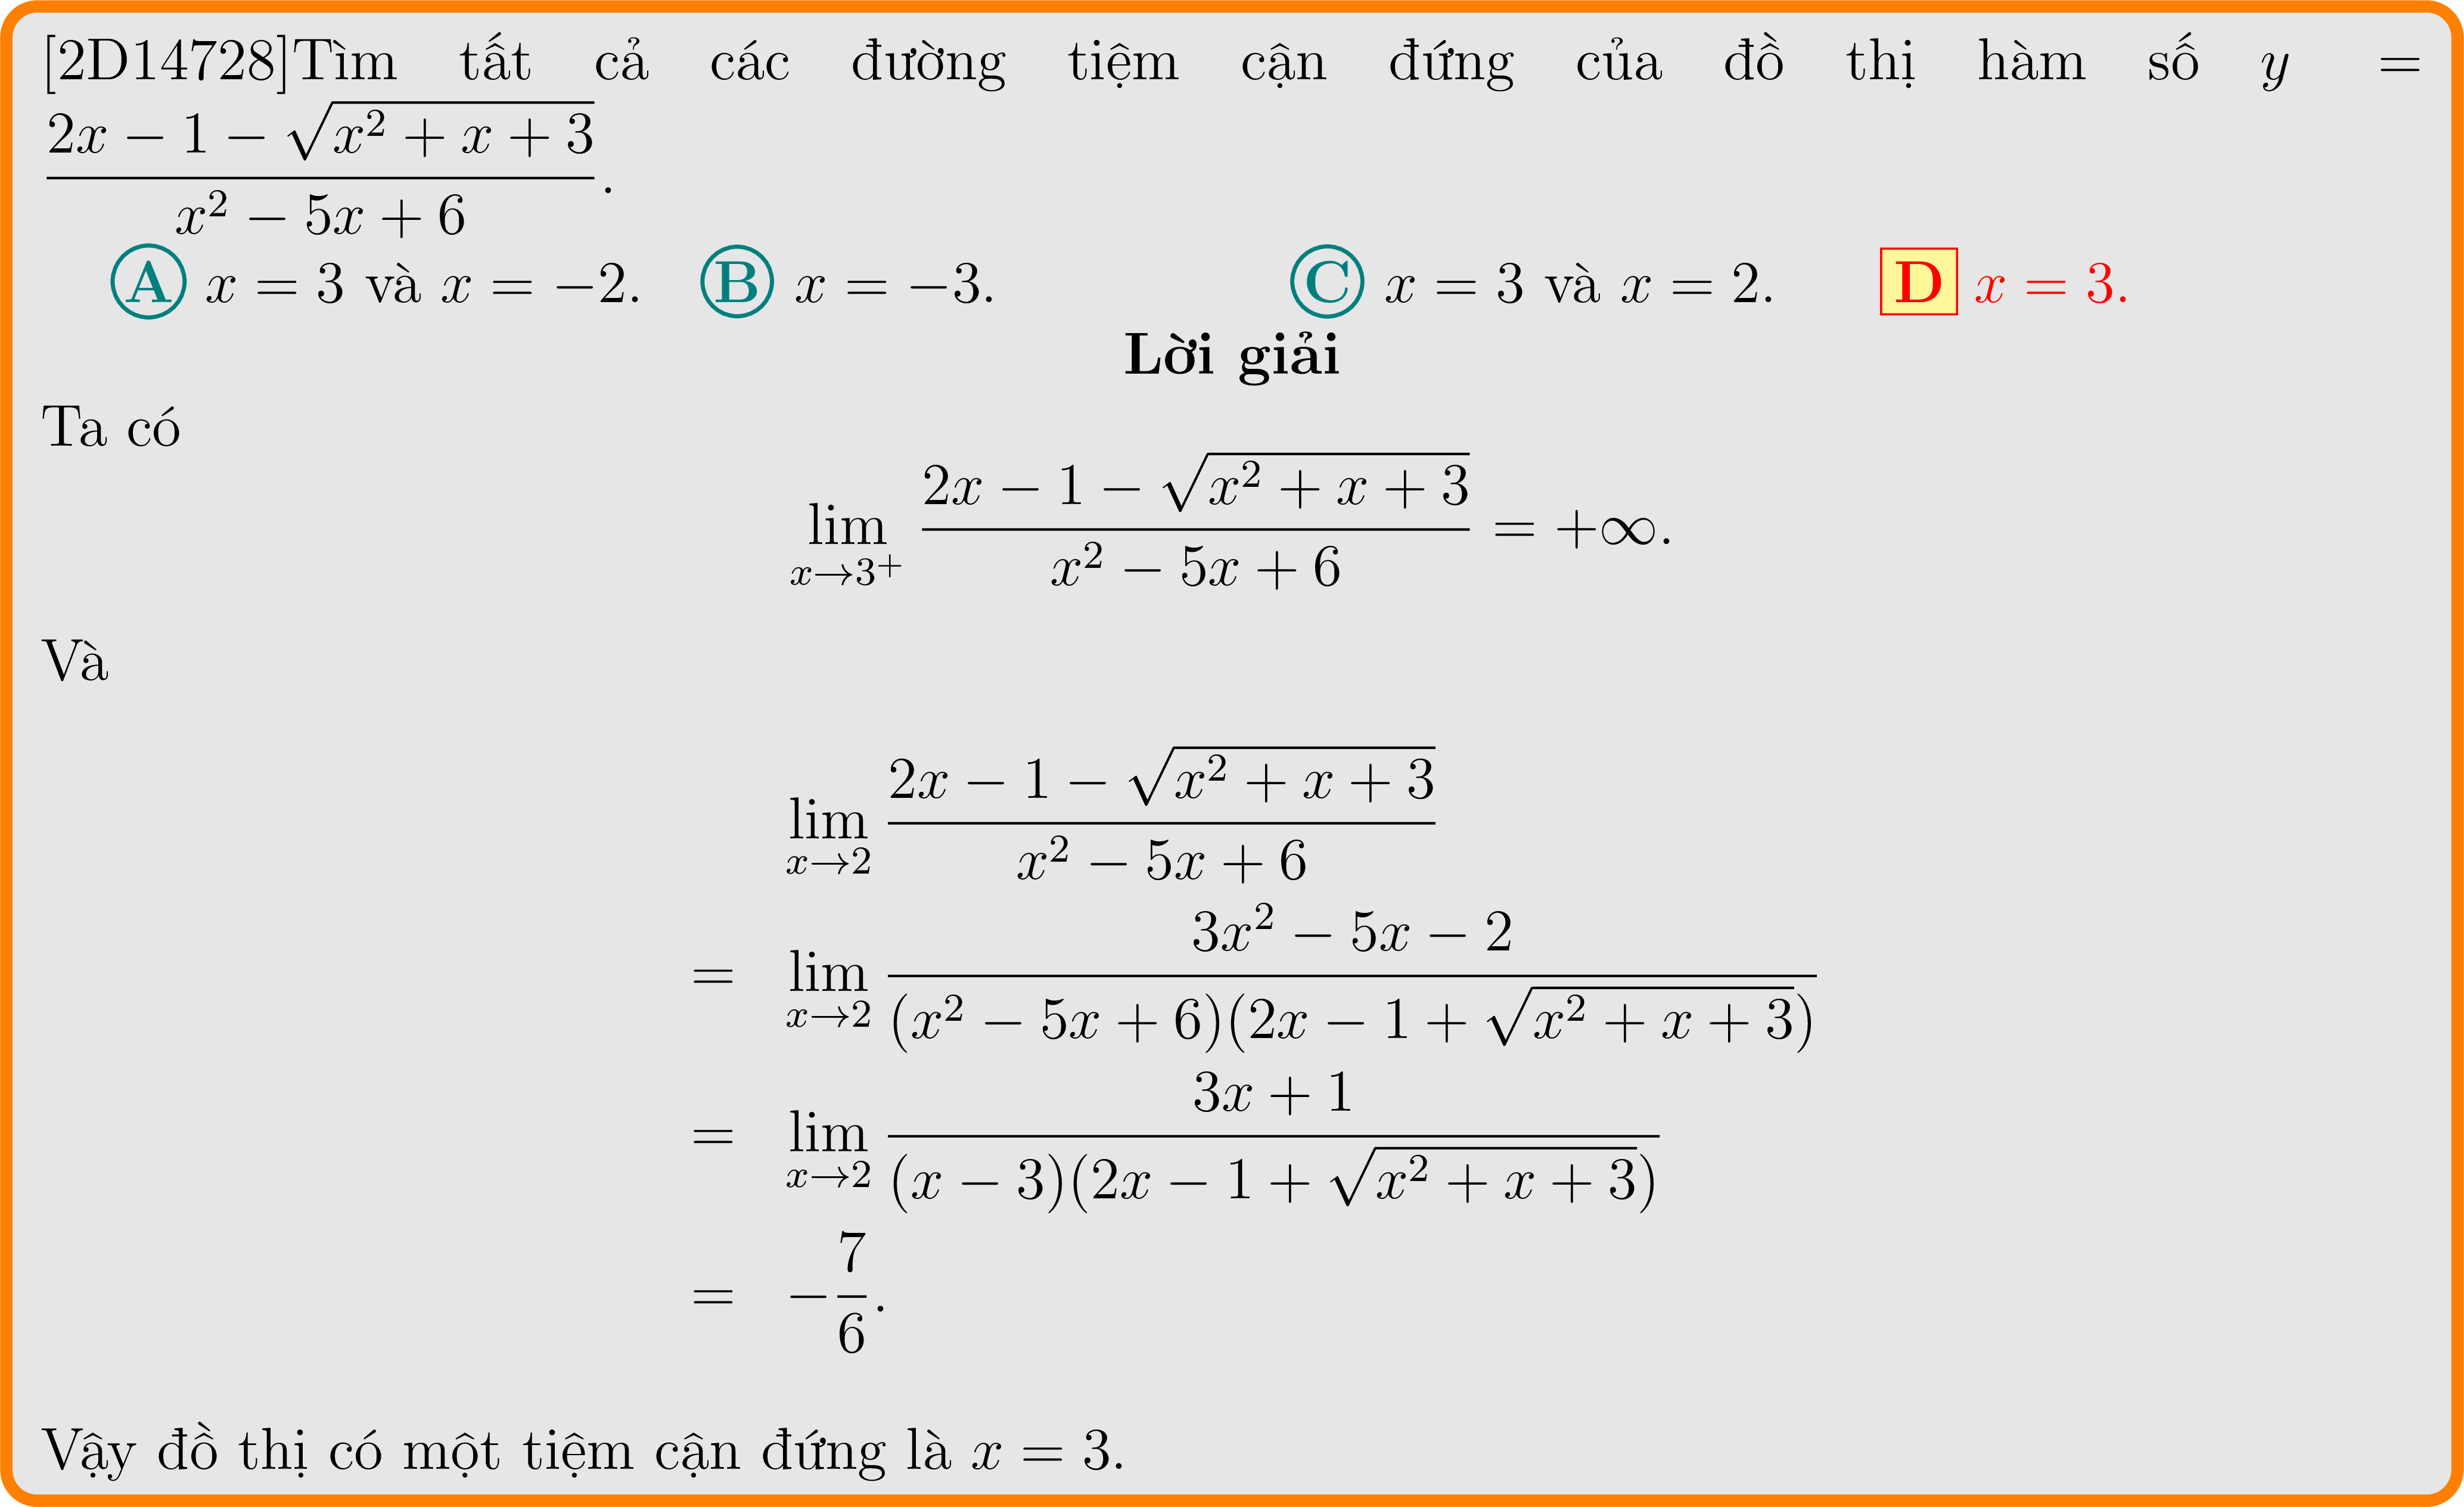 [2D14728]Tìm tất cả các đường tiệm cận đứng của đồ thị hàm số y =
\frac{2x - 1 - \sqrt{x^2 + x + 3}}{x^2 - 5x + 6}.
A x = 3 và x = −2. B x = −3. C x = 3 và x = 2. D x = 3.
Lời giải
Ta có
\lim_{x \to 3^+} \frac{2x - 1 - \sqrt{x^2 + x + 3}}{x^2 - 5x + 6} = +\infty.
Và
\lim_{x \to 2} \frac{2x - 1 - \sqrt{x^2 + x + 3}}{x^2 - 5x + 6}
= \lim_{x \to 2} \frac{3x^2 - 5x - 2}{(x^2 - 5x + 6)(2x - 1 + \sqrt{x^2 + x + 3})}
= \lim_{x \to 2} \frac{3x + 1}{(x - 3)(2x - 1 + \sqrt{x^2 + x + 3})}
= -\frac{7}{6}.
Vậy đồ thị có một tiệm cận đứng là x = 3.